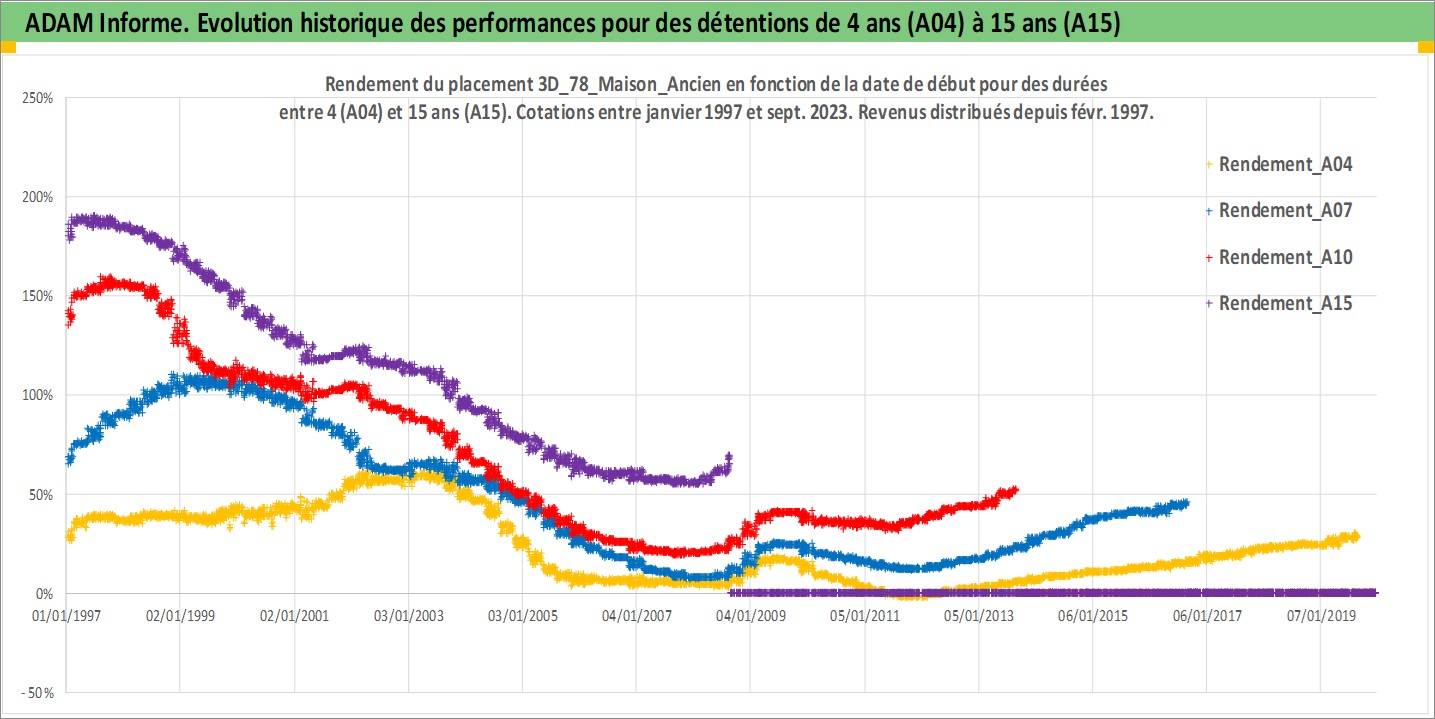 ADAM Informe. Evolution historique des performances pour des détentions de 4 ans (A04) à 15 ans (A15)
Rendement du placement 3D_78_Maison_Ancien en fonction de la date de début pour des durées
entre 4 (A04) et 15 ans (A15). Cotations entre janvier 1997 et sept. 2023. Revenus distribués depuis févr. 1997.
250%
200%
150%
100%
50%
0%
-50%
Rendement_A04
Rendement_A07
Rendement_A10
Rendement_A15
01/01/1997 02/01/1999 02/01/2001 03/01/2003 03/01/2005 04/01/2007 04/01/2009 05/01/2011 05/01/2013 06/01/2015 06/01/2017 07/01/2019